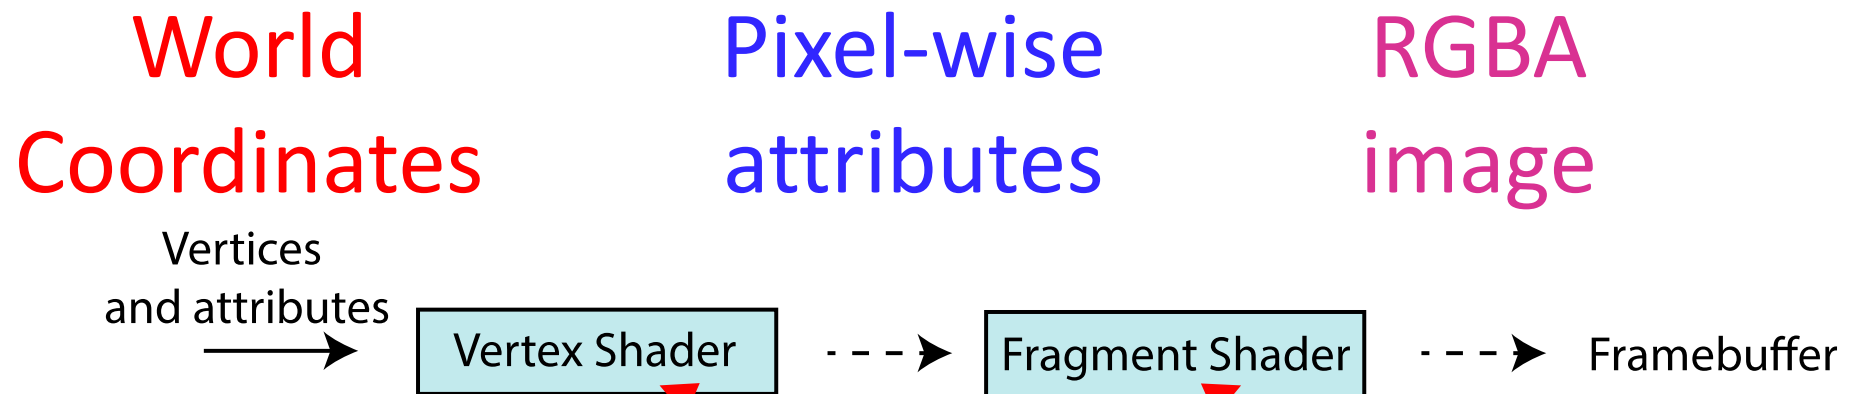 World
Coordinates
Pixel-wise
attributes
RGBA
image
Vertices
and attributes
Vertex Shader
Fragment Shader
Framebuffer